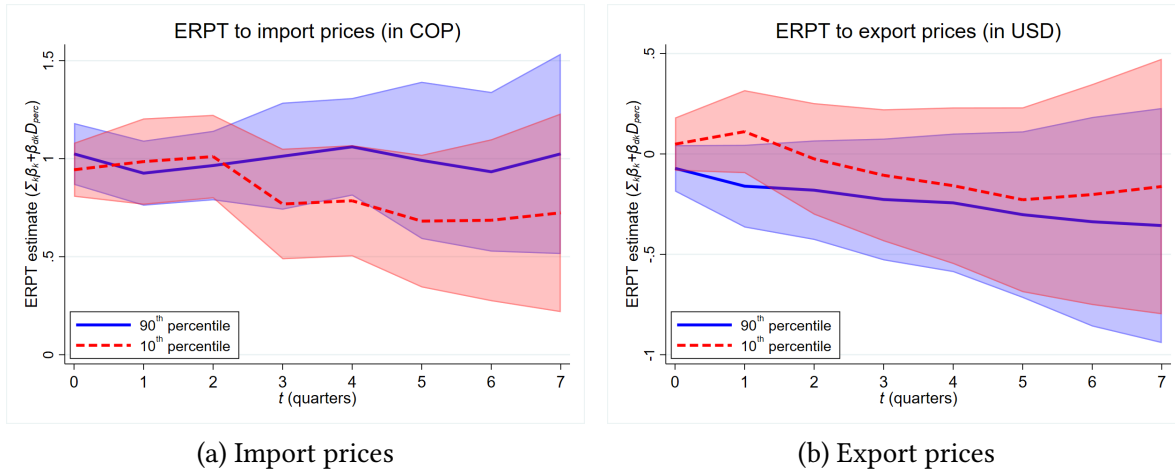 ERPT to import prices (in COP)
ERPT estimate (Σₖβₖ+β_dkD_perc)
1.5
1
.5
0
90th percentile
10th percentile
0 1 2 3 4 5 6 7
t (quarters)
(a) Import prices
ERPT to export prices (in USD)
ERPT estimate (Σₖβₖ+β_dkD_perc)
.5
0
-.5
-1
90th percentile
10th percentile
0 1 2 3 4 5 6 7
t (quarters)
(b) Export prices